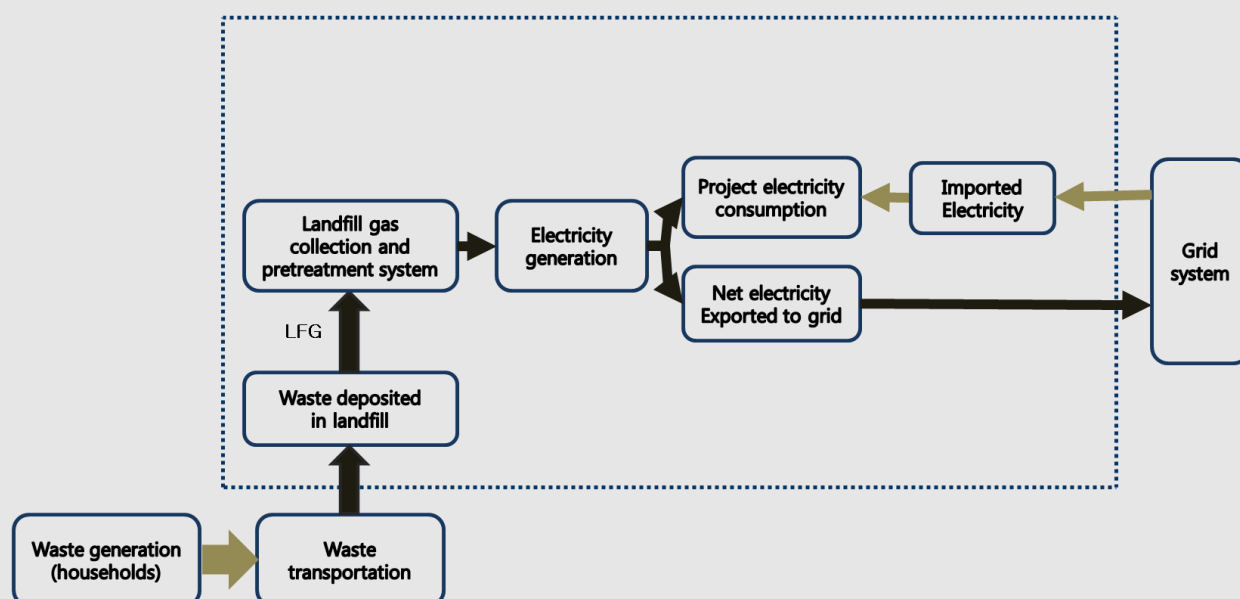 Project electricity
consumption
Imported
Electricity
Landfill gas
collection and
pretreatment system
Electricity
generation
Grid
system
Net electricity
Exported to grid
LFG
Waste deposited
in landfill
Waste generation
(households)
Waste
transportation